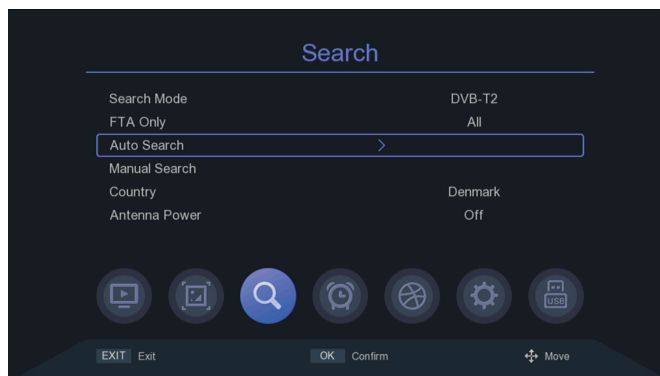 Search
Search Mode DVB-T2
FTA Only All
Auto Search >
Manual Search
Country Denmark
Antenna Power Off
USB
EXIT Exit OK Confirm Move